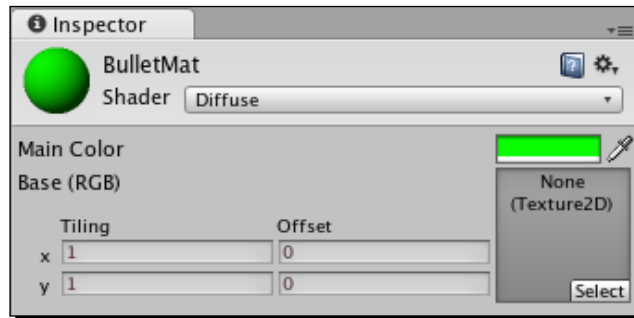 Inspector
BulletMat
Shader Diffuse
Main Color
Base (RGB)
None
(Texture2D)
Tiling Offset
x 1 0
y 1 0
Select